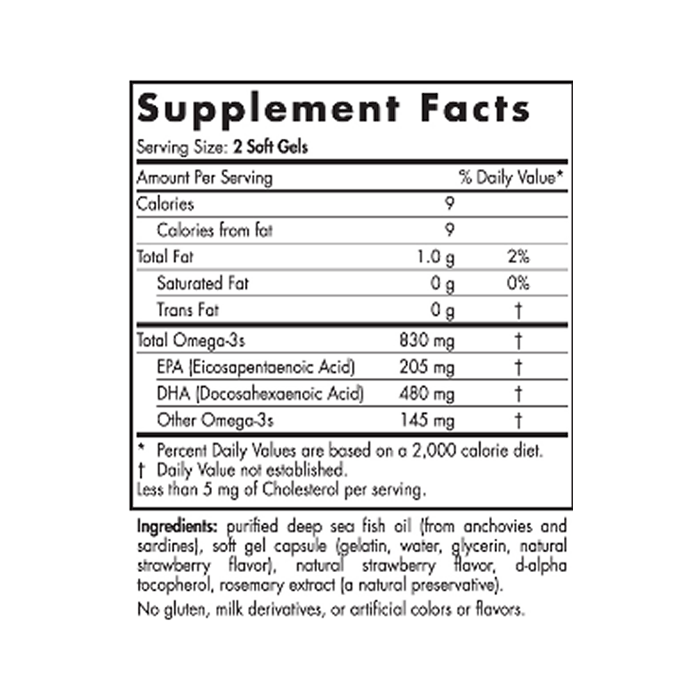 Supplement Facts
Serving Size: 2 Soft Gels
Amount Per Serving % Daily Value*
Calories 9
Calories from fat 9
Total Fat 1.0 g 2%
Saturated Fat 0 g 0%
Trans Fat 0 g †
Total Omega-3s 830 mg †
EPA (Eicosapentaenoic Acid) 205 mg †
DHA (Docosahexaenoic Acid) 480 mg †
Other Omega-3s 145 mg †
* Percent Daily Values are based on a 2,000 calorie diet.
† Daily Value not established.
Less than 5 mg of Cholesterol per serving.
Ingredients: purified deep sea fish oil (from anchovies and
sardines), soft gel capsule (gelatin, water, glycerin, natural
strawberry flavor), natural strawberry flavor, d-alpha
tocopherol, rosemary extract (a natural preservative).
No gluten, milk derivatives, or artificial colors or flavors.